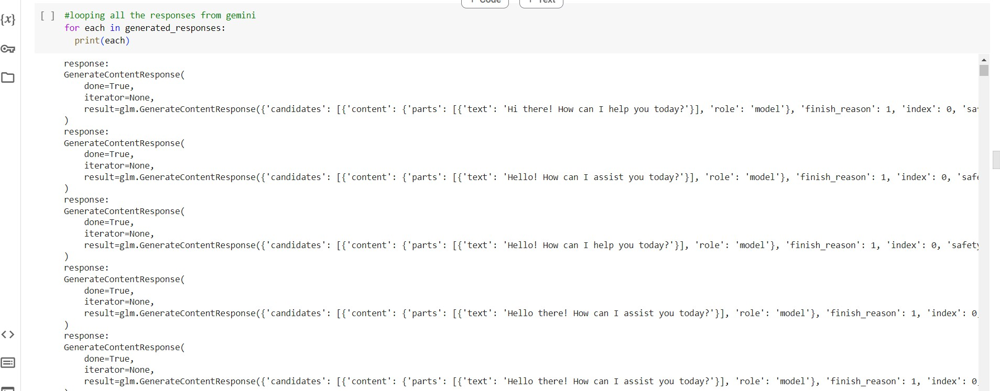 + Code + Text
{x}
[ ] #looping all the responses from gemini
for each in generated_responses:
  print(each)
response:
GenerateContentResponse(
    done=True,
    iterator=None,
    result=glm.GenerateContentResponse({'candidates': [{'content': {'parts': [{'text': 'Hi there! How can I help you today?'}], 'role': 'model'}, 'finish_reason': 1, 'index': 0, 'sa
)
response:
GenerateContentResponse(
    done=True,
    iterator=None,
    result=glm.GenerateContentResponse({'candidates': [{'content': {'parts': [{'text': 'Hello! How can I assist you today?'}], 'role': 'model'}, 'finish_reason': 1, 'index': 0, 'saf
)
response:
GenerateContentResponse(
    done=True,
    iterator=None,
    result=glm.GenerateContentResponse({'candidates': [{'content': {'parts': [{'text': 'Hello! How can I help you today?'}], 'role': 'model'}, 'finish_reason': 1, 'index': 0, 'safety
)
response:
GenerateContentResponse(
    done=True,
    iterator=None,
    result=glm.GenerateContentResponse({'candidates': [{'content': {'parts': [{'text': 'Hello there! How can I assist you today?'}], 'role': 'model'}, 'finish_reason': 1, 'index': 0
)
response:
GenerateContentResponse(
    done=True,
    iterator=None,
    result=glm.GenerateContentResponse({'candidates': [{'content': {'parts': [{'text': 'Hello there! How can I assist you today?'}], 'role': 'model'}, 'finish_reason': 1, 'index': 0